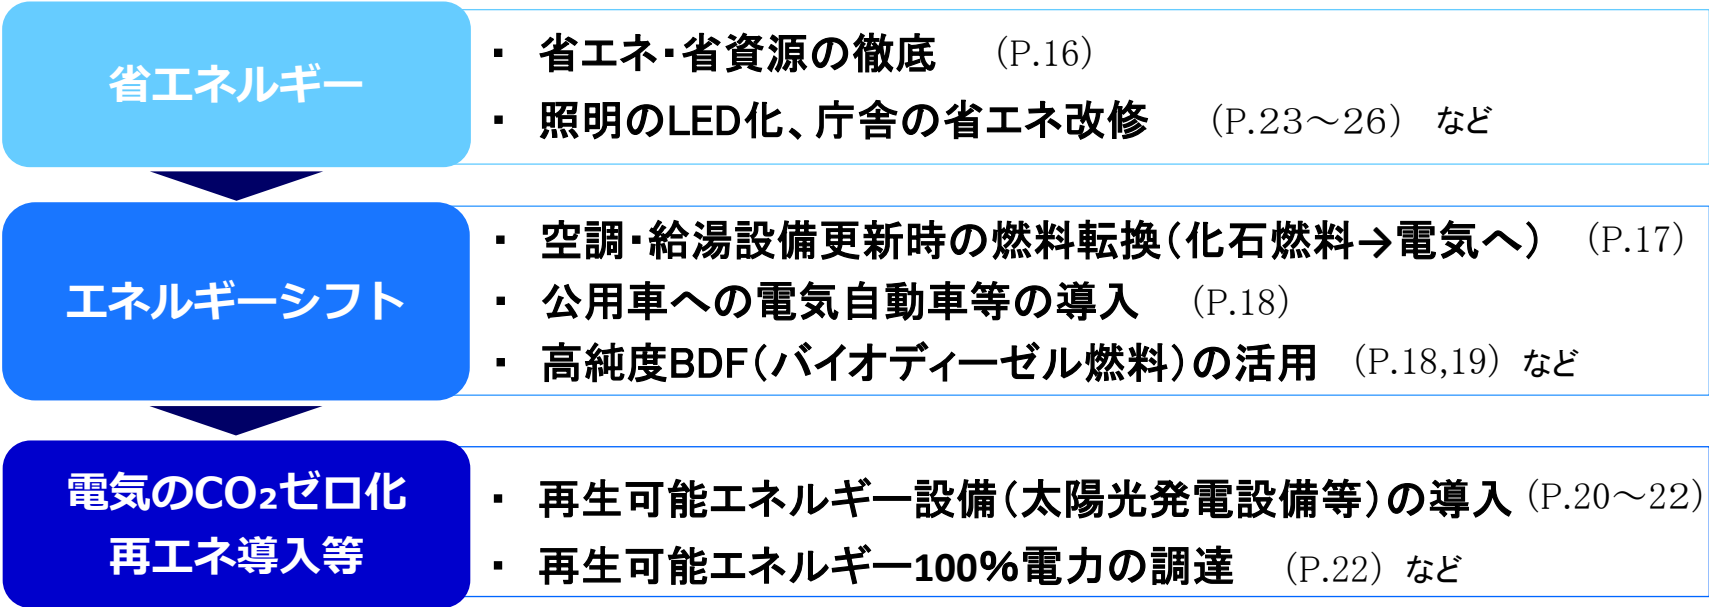 省エネルギー
・ 省エネ・省資源の徹底 （P.16）
・ 照明のLED化、庁舎の省エネ改修 （P.23～26） など
エネルギーシフト
・ 空調・給湯設備更新時の燃料転換（化石燃料→電気へ） （P.17）
・ 公用車への電気自動車等の導入 （P.18）
・ 高純度BDF（バイオディーゼル燃料）の活用 （P.18,19） など
電気のCO₂ゼロ化
再エネ導入等
・ 再生可能エネルギー設備（太陽光発電設備等）の導入（P.20～22）
・ 再生可能エネルギー100％電力の調達 （P.22） など